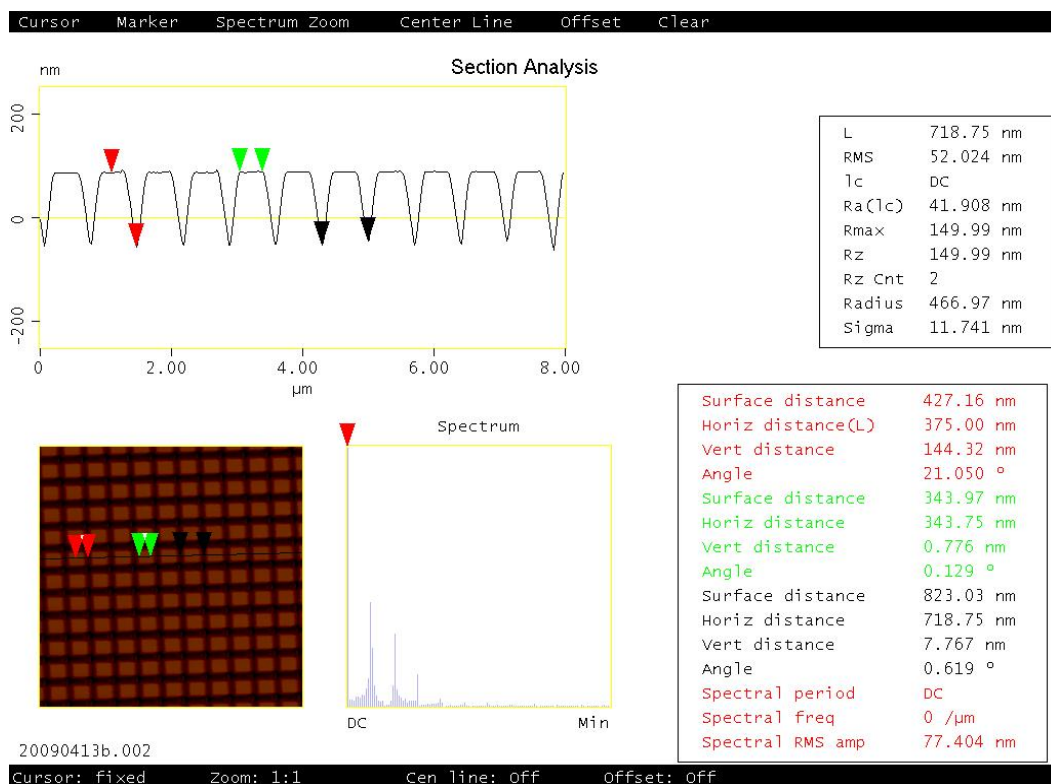 Cursor Marker Spectrum Zoom Center Line Offset Clear
Section Analysis
nm
200
0
-200
0 2.00 4.00 6.00 8.00
µm
L 718.75 nm
RMS 52.024 nm
lc DC
Ra(lc) 41.908 nm
Rmax 149.99 nm
Rz 149.99 nm
Rz Cnt 2
Radius 466.97 nm
Sigma 11.741 nm
Spectrum
DC Min
Surface distance 427.16 nm
Horiz distance(L) 375.00 nm
Vert distance 144.32 nm
Angle 21.050 º
Surface distance 343.97 nm
Horiz distance 343.75 nm
Vert distance 0.776 nm
Angle 0.129 º
Surface distance 823.03 nm
Horiz distance 718.75 nm
Vert distance 7.767 nm
Angle 0.619 º
Spectral period DC
Spectral freq 0 /µm
Spectral RMS amp 77.404 nm
20090413b.002
Cursor: fixed Zoom: 1:1 Cen line: Off Offset: Off